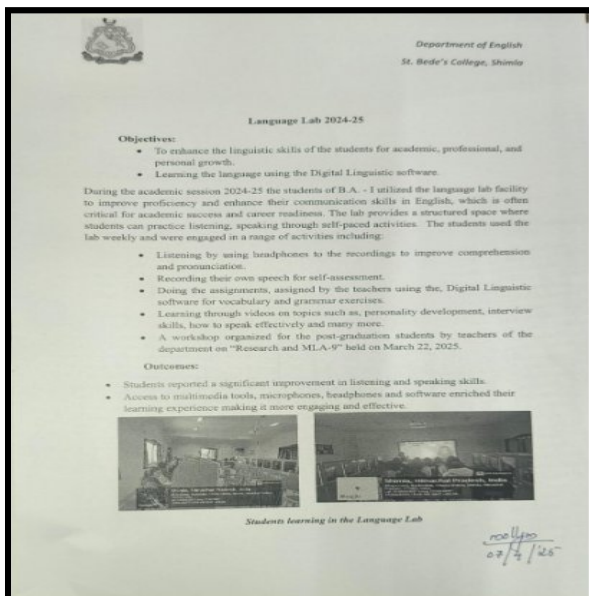 Department of English
St. Bede's College, Shimla
Language Lab 2024-25
Objectives:
• To enhance the linguistic skills of the students for academic, professional, and
personal growth.
• Learning the language using the Digital Linguistic software.
During the academic session 2024-25 the students of B.A. - I utilized the language lab facility
to improve proficiency and enhance their communication skills in English, which is often
critical for academic success and career readiness. The lab provides a structured space where
students can practice listening, speaking through self-paced activities. The students used the
lab weekly and were engaged in a range of activities including:
• Listening by using headphones to the recordings to improve comprehension
and pronunciation.
• Recording their own speech for self-assessment.
• Doing the assignments, assigned by the teachers using the, Digital Linguistic
software for vocabulary and grammar exercises.
• Learning through videos on topics such as, personality development, interview
skills, how to speak effectively and many more.
• A workshop organized for the post-graduation students by teachers of the
department on "Research and MLA-9" held on March 22, 2025.
Outcomes:
• Students reported a significant improvement in listening and speaking skills.
• Access to multimedia tools, microphones, headphones and software enriched their
learning experience making it more engaging and effective.
Shimla, Himachal Pradesh, India
Students learning in the Language Lab